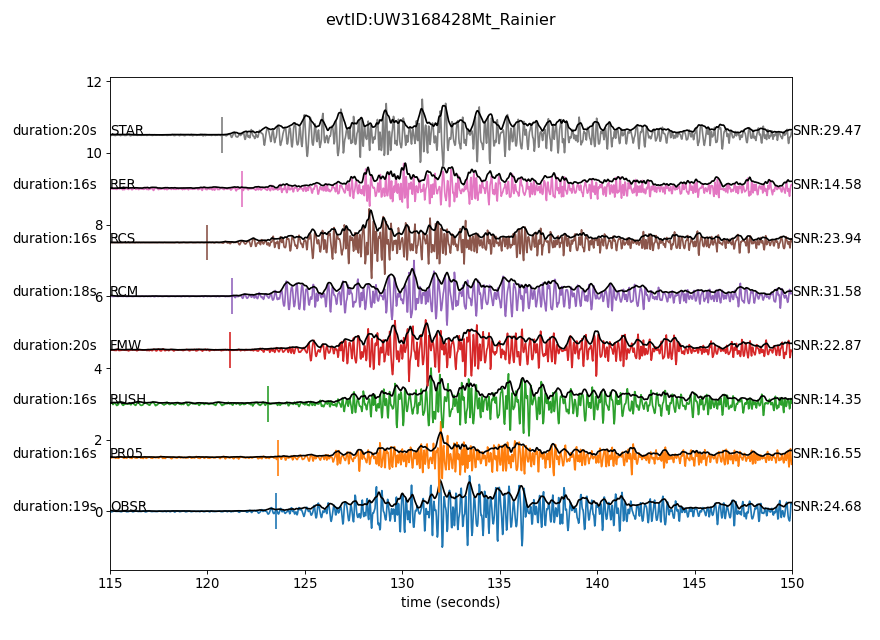 evtID:UW3168428Mt_Rainier
12
duration:20s STAR SNR:29.47
10
duration:16s RER SNR:14.58
8
duration:16s RCS SNR:23.94
duration:18s RCM SNR:31.58
6
duration:20s FMW SNR:22.87
4
duration:16s RUSH SNR:14.35
2
duration:16s PR05 SNR:16.55
duration:19s OBSR SNR:24.68
0
115 120 125 130 135 140 145 150
time (seconds)